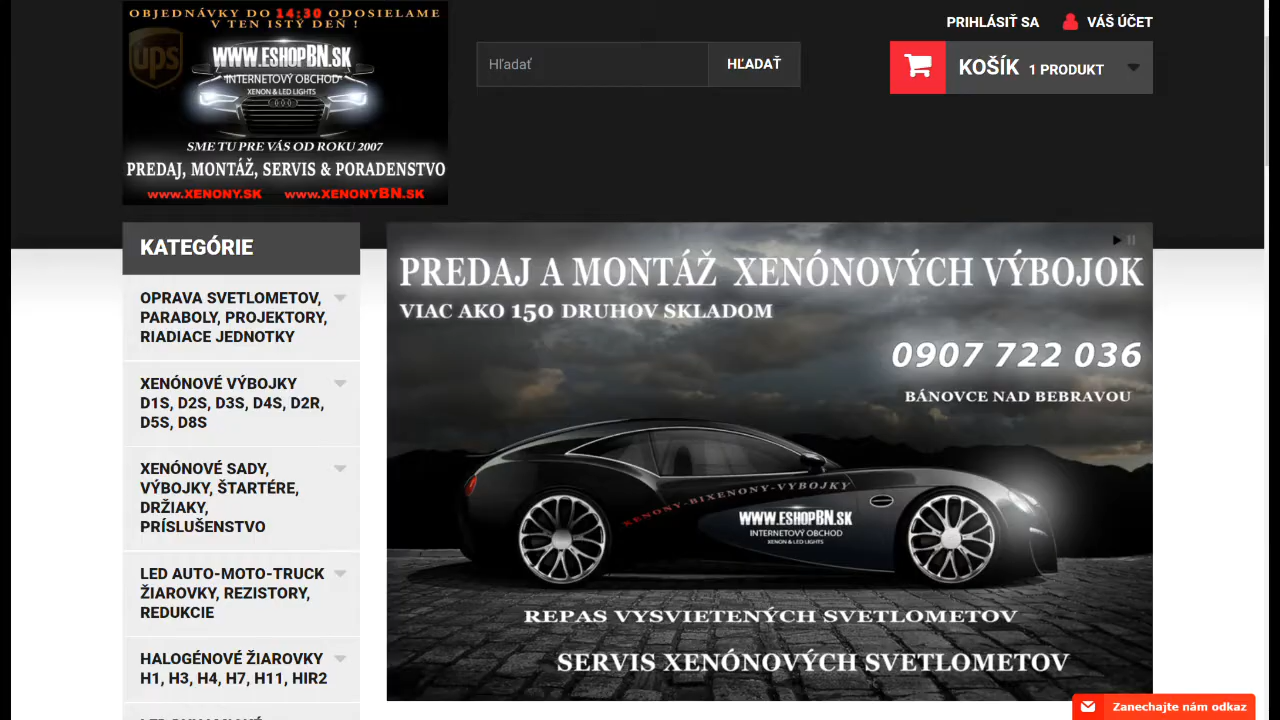 OBJEDNÁVKY DO 14:30 ODOSIELAME
V TEN ISTÝ DEŇ !
ups
WWW.ESHOPBN.SK
INTERNETOVÝ OBCHOD
XENON & LED LIGHTS
SME TU PRE VÁS OD ROKU 2007
PREDAJ, MONTÁŽ, SERVIS & PORADENSTVO
www.XENONY.SK www.XENONYBN.SK
Hľadať
HĽADAŤ
PRIHLÁSIŤ SA
VÁŠ ÚČET
KOŠÍK 1 PRODUKT
KATEGÓRIE
OPRAVA SVETLOMETOV,
PARABOLY, PROJEKTORY,
RIADIACE JEDNOTKY
XENÓNOVÉ VÝBOJKY
D1S, D2S, D3S, D4S, D2R,
D5S, D8S
XENÓNOVÉ SADY,
VÝBOJKY, ŠTARTÉRE,
DRŽIAKY,
PRÍSLUŠENSTVO
LED AUTO-MOTO-TRUCK
ŽIAROVKY, REZISTORY,
REDUKCIE
HALOGÉNOVÉ ŽIAROVKY
H1, H3, H4, H7, H11, HIR2
PREDAJ A MONTÁŽ XENÓNOVÝCH VÝBOJOK
VIAC AKO 150 DRUHOV SKLADOM
0907 722 036
BÁNOVCE NAD BEBRAVOU
XENONY-BIXENONY-VYBOJKY
WWW.ESHOPBN.SK
INTERNETOVÝ OBCHOD
XENON & LED LIGHTS
REPAS VYSVIETENÝCH SVETLOMETOV
SERVIS XENÓNOVÝCH SVETLOMETOV
Zanechajte nám odkaz